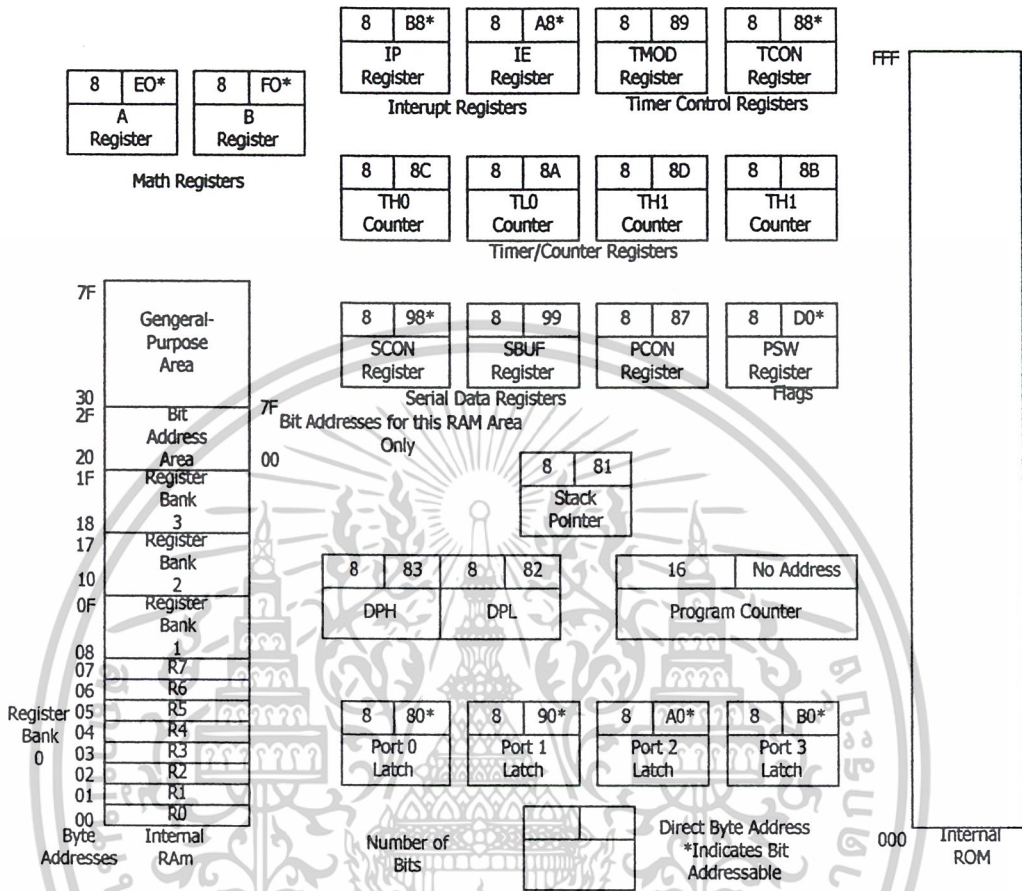 8 B8*
IP
Register
8 A8*
IE
Register
Interupt Registers
8 89
TMOD
Register
8 88*
TCON
Register
Timer Control Registers
8 EO*
A
Register
8 FO*
B
Register
Math Registers
8 8C
TH0
Counter
8 8A
TL0
Counter
8 8D
TH1
Counter
8 8B
TH1
Counter
Timer/Counter Registers
8 98*
SCON
Register
8 99
SBUF
Register
8 87
PCON
Register
Serial Data Registers
8 D0*
PSW
Register
Flags
7F
Gengeral-
Purpose
Area
30
2F
Bit
Address
Area
20
7F
Bit Addresses for this RAM Area
Only
00
1F
Register
Bank
3
18
17
Register
Bank
2
10
0F
Register
Bank
1
08
07 R7
06 R6
05 R5
04 R4
03 R3
02 R2
01 R1
00 R0
Register
Bank
0
Byte
Addresses
Internal
RAm
8 81
Stack
Pointer
8 83
DPH
8 82
DPL
16 No Address
Program Counter
8 80*
Port 0
Latch
8 90*
Port 1
Latch
8 A0*
Port 2
Latch
8 B0*
Port 3
Latch
Number of
Bits
Direct Byte Address
*Indicates Bit
Addressable
FFF
000
Internal
ROM